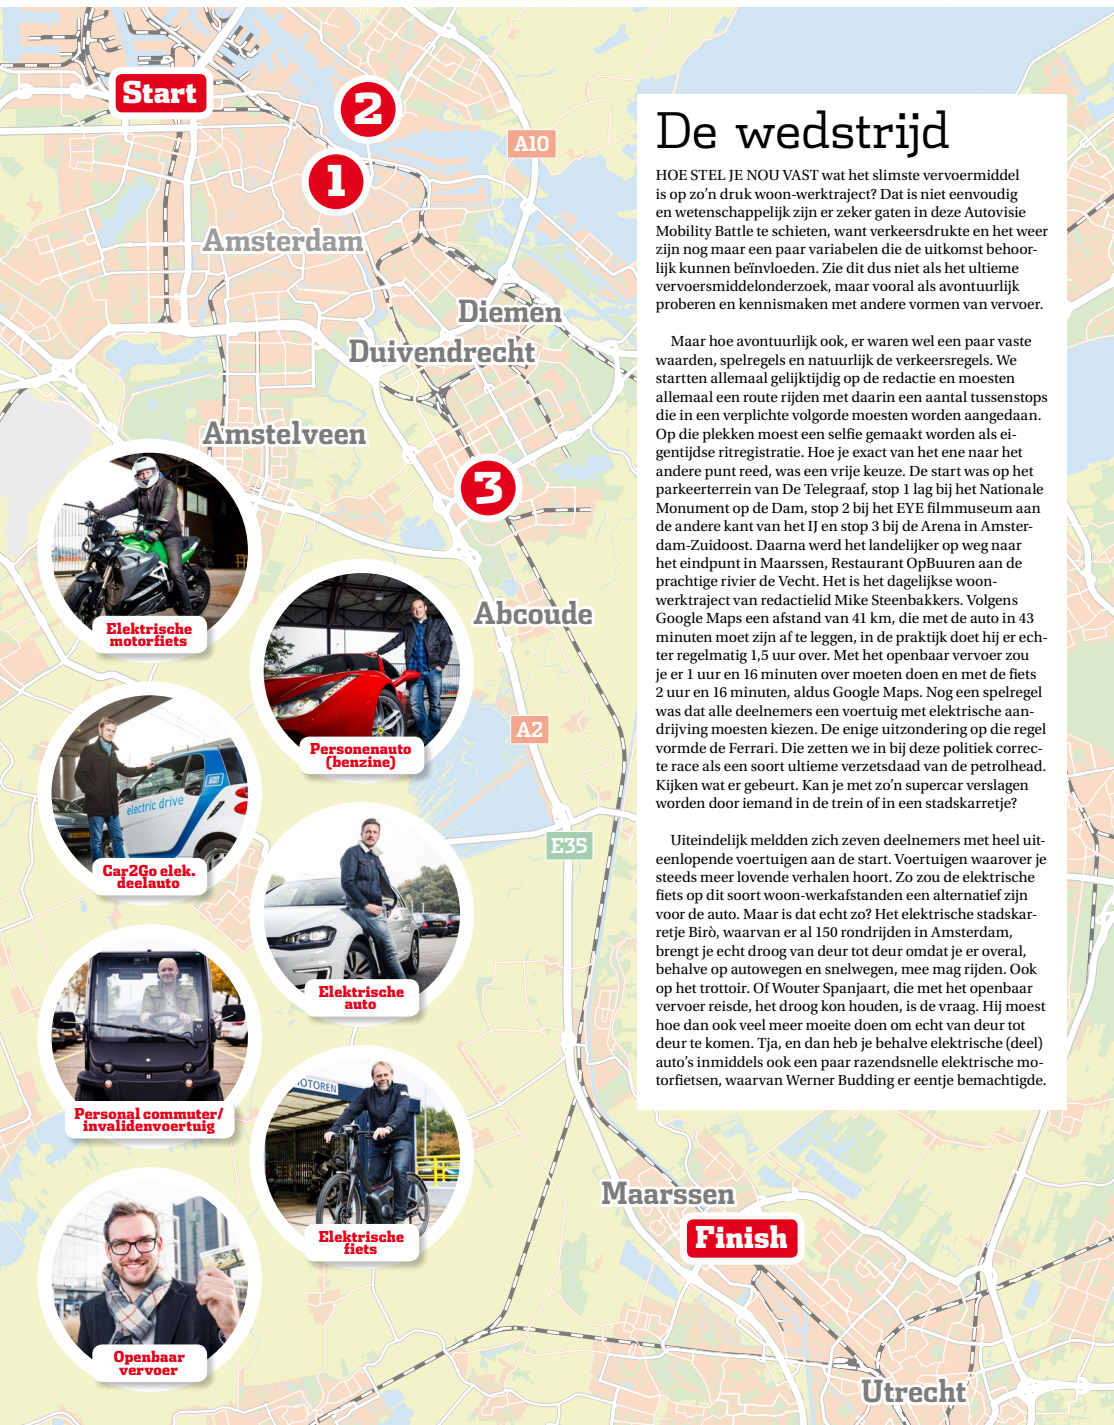 Start
2
1
A10
Amsterdam
Diemen
Duivendrecht
Amstelveen
3
Abcoude
A2
E35
Maarssen
Finish
Utrecht
Elektrische
motorfiets
Personenauto
(benzine)
electric drive
Car2Go elek.
deelauto
Elektrische
auto
Personal commuter/
invalidenvoertuig
OTOREN
Elektrische
fiets
Openbaar
vervoer
De wedstrijd
HOE STEL JE NOU VAST wat het slimste vervoermiddel
is op zo'n druk woon-werktraject? Dat is niet eenvoudig
en wetenschappelijk zijn er zeker gaten in deze Autovisie
Mobility Battle te schieten, want verkeersdrukte en het weer
zijn nog maar een paar variabelen die de uitkomst behoor-
lijk kunnen beïnvloeden. Zie dit dus niet als het ultieme
vervoersmiddelonderzoek, maar vooral als avontuurlijk
proberen en kennismaken met andere vormen van vervoer.
Maar hoe avontuurlijk ook, er waren wel een paar vaste
waarden, spelregels en natuurlijk de verkeersregels. We
startten allemaal gelijktijdig op de redactie en moesten
allemaal een route rijden met daarin een aantal tussenstops
die in een verplichte volgorde moesten worden aangedaan.
Op die plekken moest een selfie gemaakt worden als ei-
gentijdse ritregistratie. Hoe je exact van het ene naar het
andere punt reed, was een vrije keuze. De start was op het
parkeerterrein van De Telegraaf, stop 1 lag bij het Nationale
Monument op de Dam, stop 2 bij het EYE filmmuseum aan
de andere kant van het IJ en stop 3 bij de Arena in Amster-
dam-Zuidoost. Daarna werd het landelijker op weg naar
het eindpunt in Maarssen, Restaurant OpBuuren aan de
prachtige rivier de Vecht. Het is het dagelijkse woon-
werktraject van redactielid Mike Steenbakkers. Volgens
Google Maps een afstand van 41 km, die met de auto in 43
minuten moet zijn af te leggen, in de praktijk doet hij er ech-
ter regelmatig 1,5 uur over. Met het openbaar vervoer zou
je er 1 uur en 16 minuten over moeten doen en met de fiets
2 uur en 16 minuten, aldus Google Maps. Nog een spelregel
was dat alle deelnemers een voertuig met elektrische aan-
drijving moesten kiezen. De enige uitzondering op die regel
vormde de Ferrari. Die zetten we in bij deze politiek correc-
te race als een soort ultieme verzetsdaad van de petrolhead.
Kijken wat er gebeurt. Kan je met zo'n supercar verslagen
worden door iemand in de trein of in een stadskarretje?
Uiteindelijk meldden zich zeven deelnemers met heel uit-
eenlopende voertuigen aan de start. Voertuigen waarover je
steeds meer lovende verhalen hoort. Zo zou de elektrische
fiets op dit soort woon-werkafstanden een alternatief zijn
voor de auto. Maar is dat echt zo? Het elektrische stadskar-
retje Birò, waarvan er al 150 rondrijden in Amsterdam,
brengt je echt droog van deur tot deur omdat je er overal,
behalve op autowegen en snelwegen, mee mag rijden. Ook
op het trottoir. Of Wouter Spanjaart, die met het openbaar
vervoer reisde, het droog kon houden, is de vraag. Hij moest
hoe dan ook veel meer moeite doen om echt van deur tot
deur te komen. Tja, en dan heb je behalve elektrische (deel)
auto's inmiddels ook een paar razendsnelle elektrische mo-
torfietsen, waarvan Werner Budding er eentje bemachtigde.